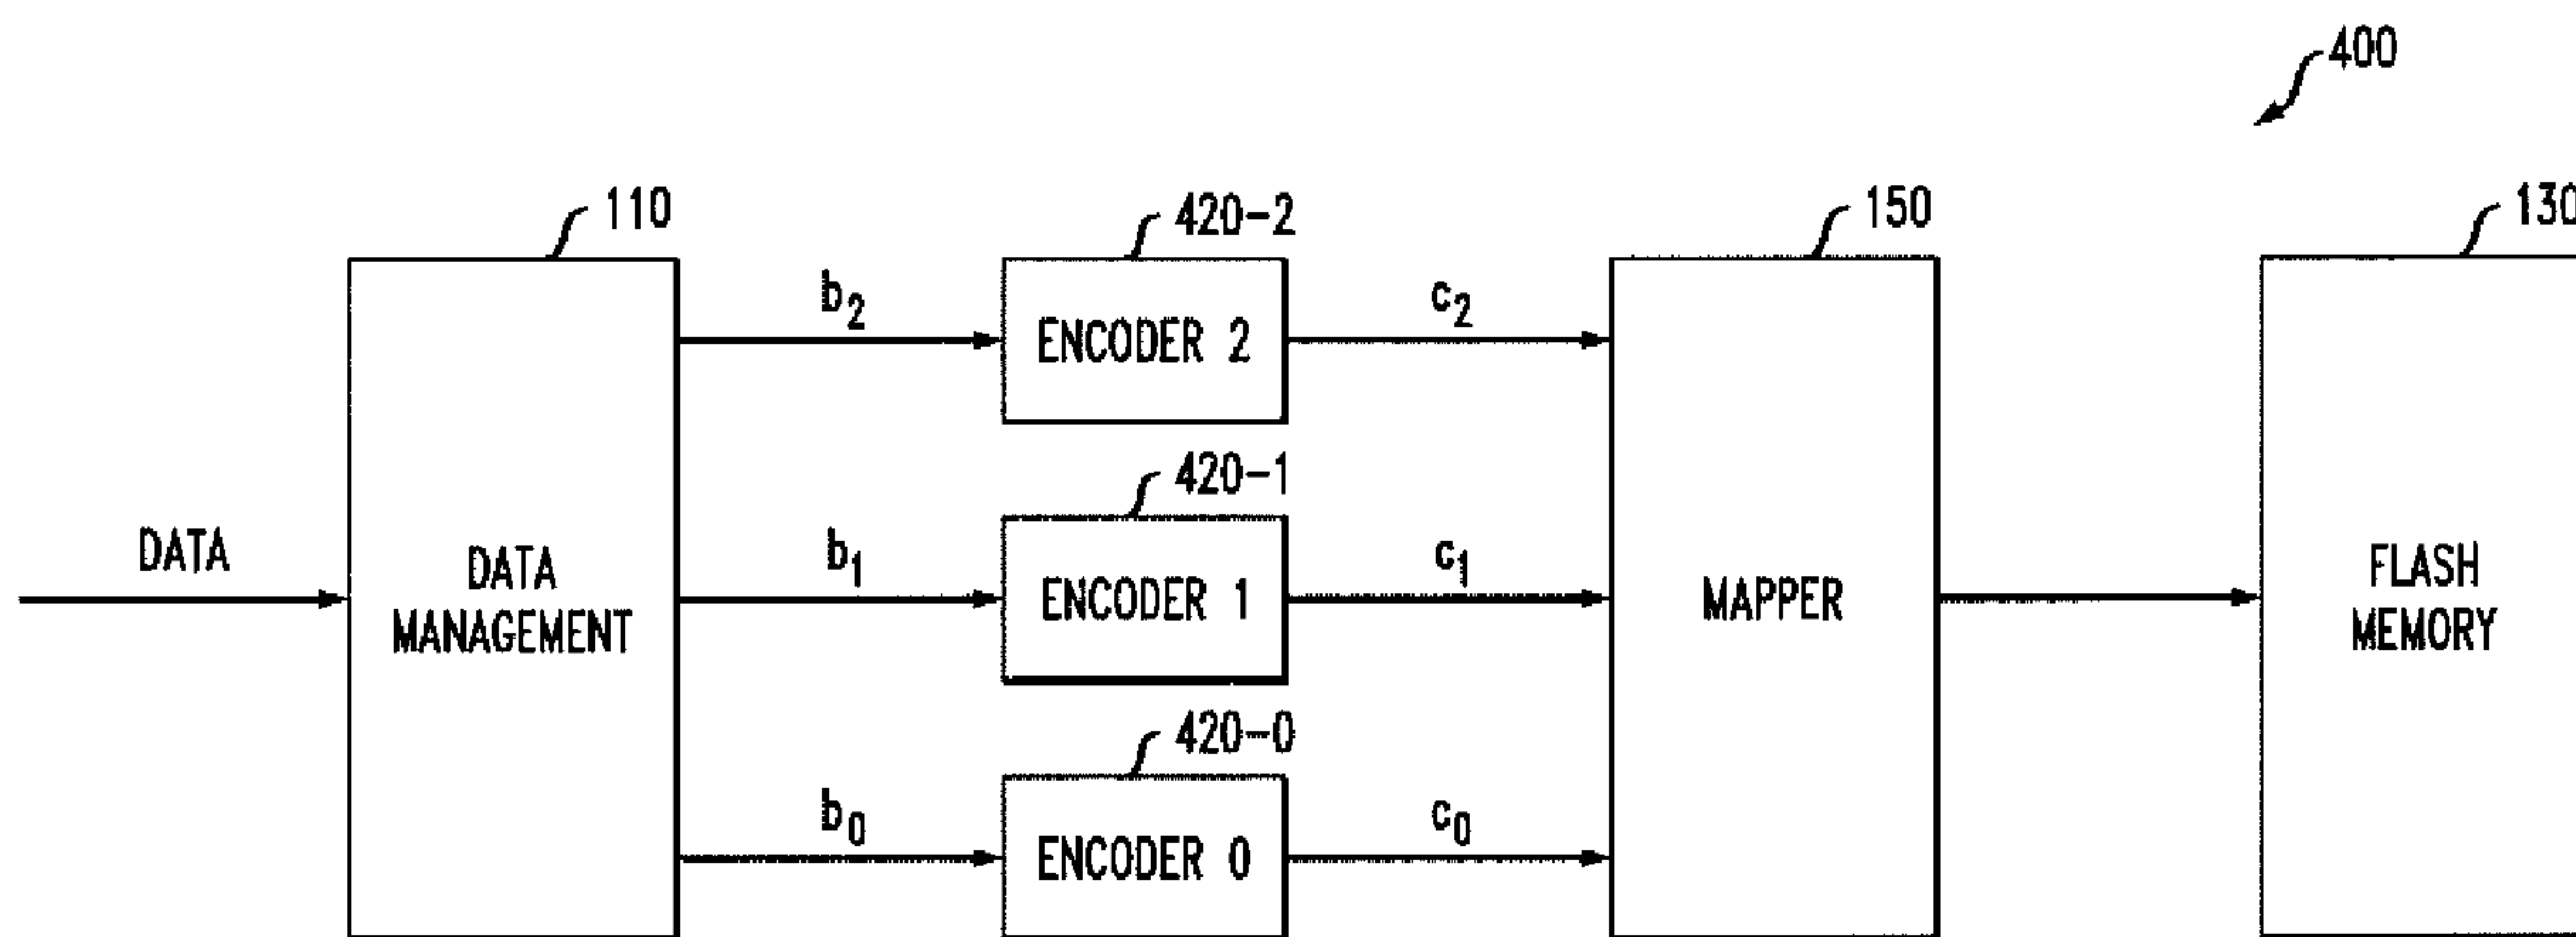 400
110
420-2
150
130
b2
ENCODER 2
c2
420-1
DATA
DATA
MANAGEMENT
b1
ENCODER 1
c1
MAPPER
FLASH
MEMORY
420-0
b0
ENCODER 0
c0